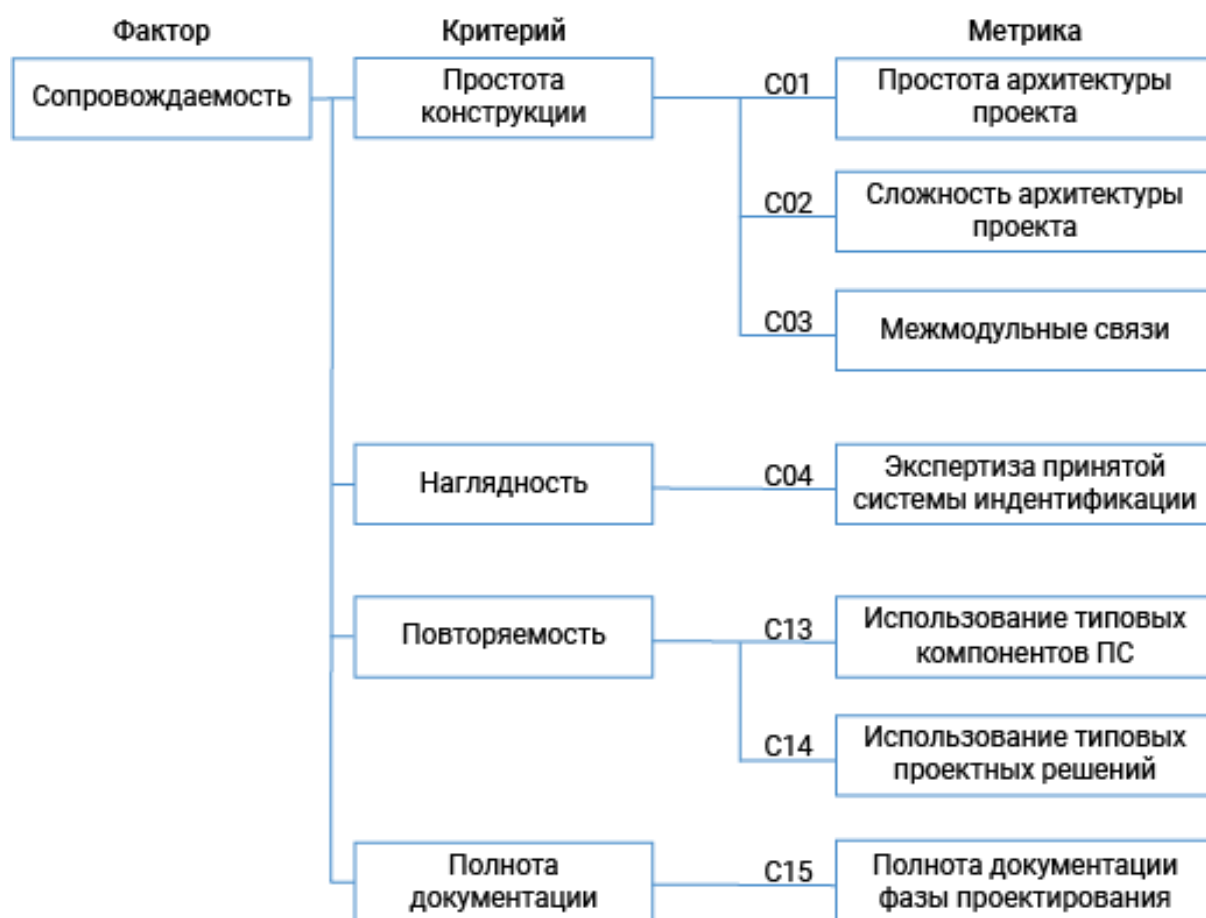 Фактор
Критерий
Метрика
Сопровождаемость
Простота
конструкции
С01
Простота архитектуры
проекта
С02
Сложность архитектуры
проекта
С03
Межмодульные связи
Наглядность
С04
Экспертиза принятой
системы индентификации
Повторяемость
С13
Использование типовых
компонентов ПС
С14
Использование типовых
проектных решений
Полнота
документации
С15
Полнота документации
фазы проектирования